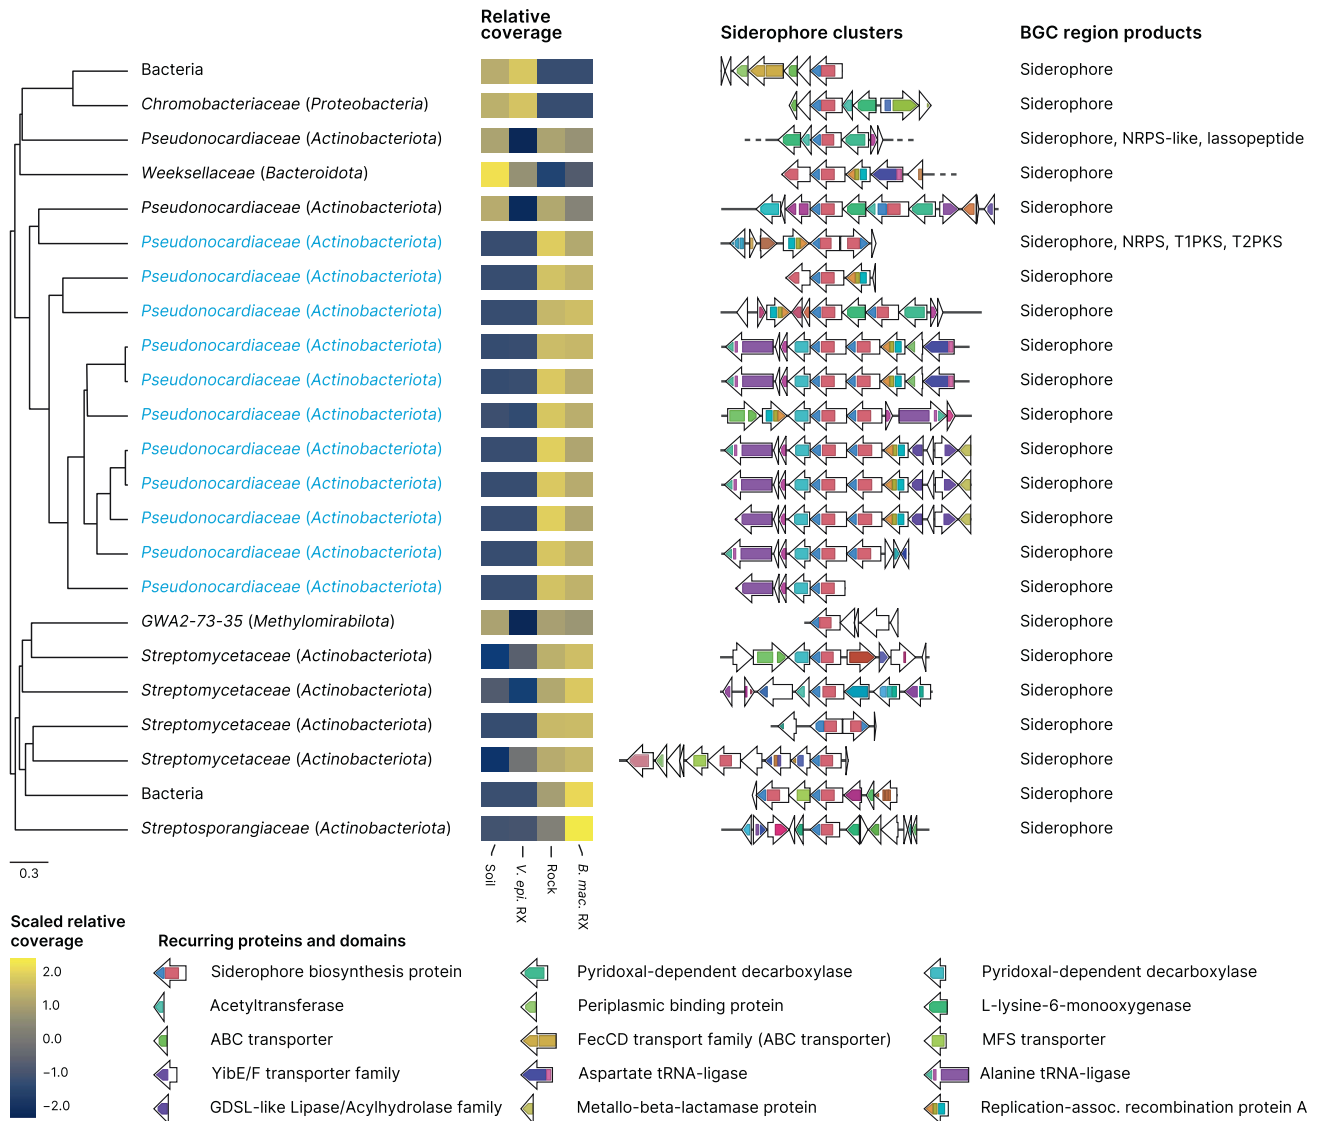 Relative
coverage
Siderophore clusters
BGC region products
Bacteria
Siderophore
Chromobacteriaceae (Proteobacteria)
Siderophore
Pseudonocardiaceae (Actinobacteriota)
Siderophore, NRPS-like, lassopeptide
Weeksellaceae (Bacteroidota)
Siderophore
Pseudonocardiaceae (Actinobacteriota)
Siderophore
Pseudonocardiaceae (Actinobacteriota)
Siderophore, NRPS, T1PKS, T2PKS
Pseudonocardiaceae (Actinobacteriota)
Siderophore
Pseudonocardiaceae (Actinobacteriota)
Siderophore
Pseudonocardiaceae (Actinobacteriota)
Siderophore
Pseudonocardiaceae (Actinobacteriota)
Siderophore
Pseudonocardiaceae (Actinobacteriota)
Siderophore
Pseudonocardiaceae (Actinobacteriota)
Siderophore
Pseudonocardiaceae (Actinobacteriota)
Siderophore
Pseudonocardiaceae (Actinobacteriota)
Siderophore
Pseudonocardiaceae (Actinobacteriota)
Siderophore
Pseudonocardiaceae (Actinobacteriota)
Siderophore
GWA2-73-35 (Methylomirabilota)
Siderophore
Streptomycetaceae (Actinobacteriota)
Siderophore
Streptomycetaceae (Actinobacteriota)
Siderophore
Streptomycetaceae (Actinobacteriota)
Siderophore
Streptomycetaceae (Actinobacteriota)
Siderophore
Bacteria
Siderophore
Streptosporangiaceae (Actinobacteriota)
Siderophore
0.3
Soil
V. epi. RX
Rock
B. mac. RX
Scaled relative
coverage
2.0
1.0
0.0
−1.0
−2.0
Recurring proteins and domains
Siderophore biosynthesis protein
Acetyltransferase
ABC transporter
YibE/F transporter family
GDSL-like Lipase/Acylhydrolase family
Pyridoxal-dependent decarboxylase
Periplasmic binding protein
FecCD transport family (ABC transporter)
Aspartate tRNA-ligase
Metallo-beta-lactamase protein
Pyridoxal-dependent decarboxylase
L-lysine-6-monooxygenase
MFS transporter
Alanine tRNA-ligase
Replication-assoc. recombination protein A